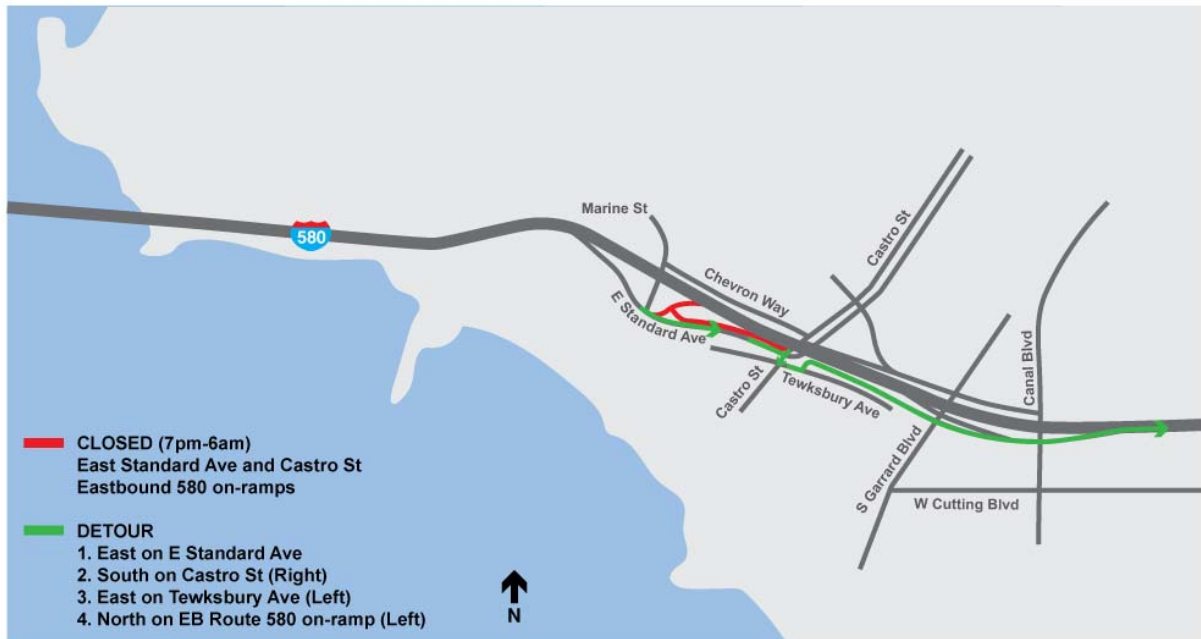 Marine St
580
Castro St
Chevron Way
E Standard Ave
Canal Blvd
Castro St
Tewksbury Ave
S Garrard Blvd
W Cutting Blvd
CLOSED (7pm-6am)
East Standard Ave and Castro St
Eastbound 580 on-ramps
DETOUR
1. East on E Standard Ave
2. South on Castro St (Right)
3. East on Tewksbury Ave (Left)
4. North on EB Route 580 on-ramp (Left)
N